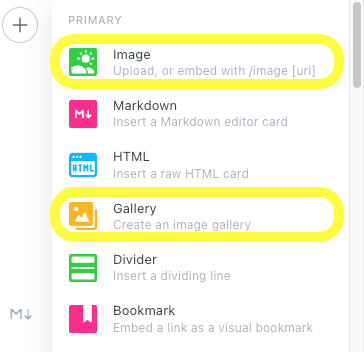 PRIMARY
Image
Upload, or embed with /image [url]
Markdown
Insert a Markdown editor card
HTML
HTML
Insert a raw HTML card
Gallery
Create an image gallery
Divider
Insert a dividing line
Bookmark
Embed a link as a visual bookmark
M↓
M↓